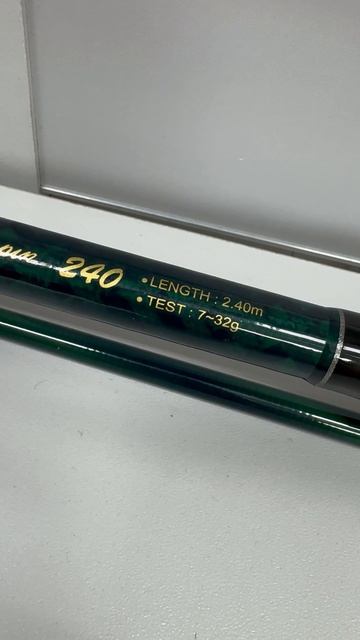 240
•LENGTH : 2.40m
•TEST : 7~32g